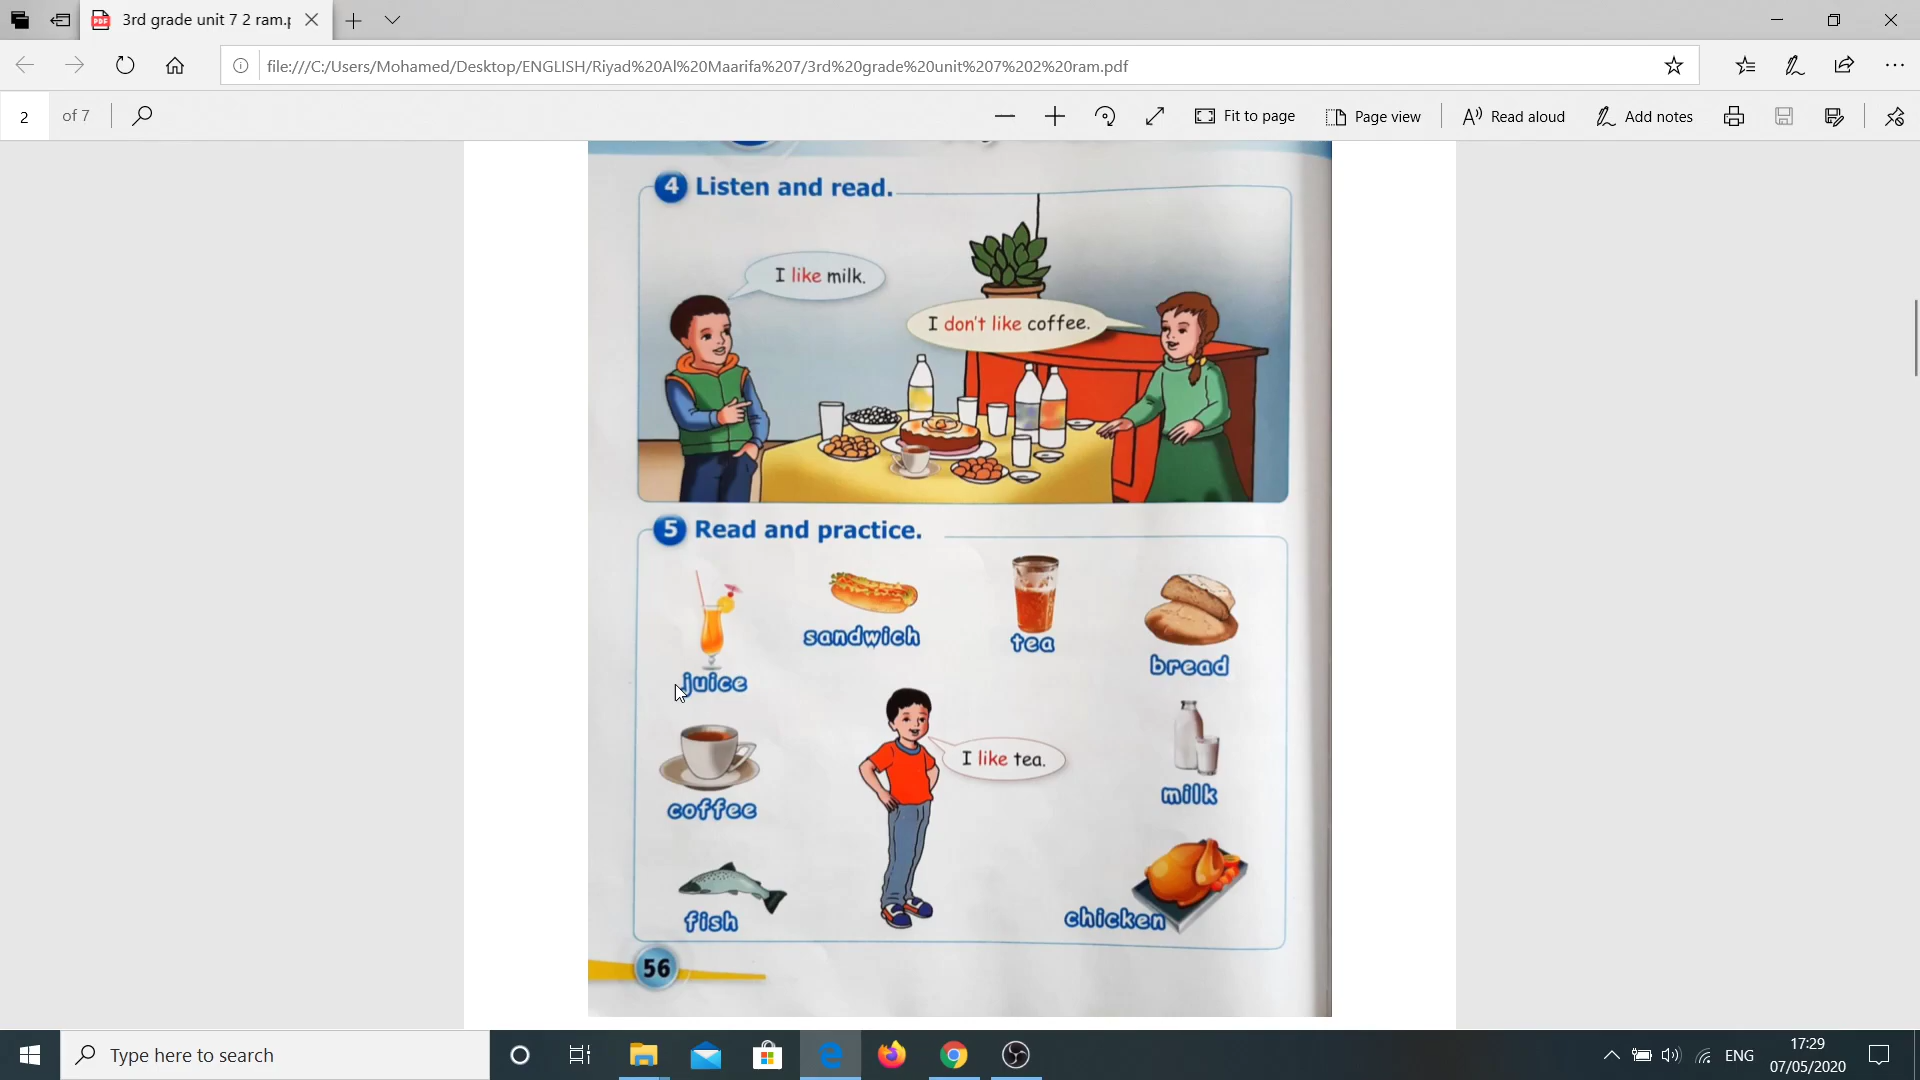 3rd grade unit 7 2 ram.p
file:///C:/Users/Mohamed/Desktop/ENGLISH/Riyad%20Al%20Maarifa%207/3rd%20grade%20unit%207%202%20ram.pdf
2 of 7
Fit to page
Page view
Read aloud
Add notes
4 Listen and read.
I like milk.
I don't like coffee.
5 Read and practice.
sandwich
tea
bread
juice
I like tea.
coffee
milk
fish
chicken
56
Type here to search
ENG
17:29
07/05/2020